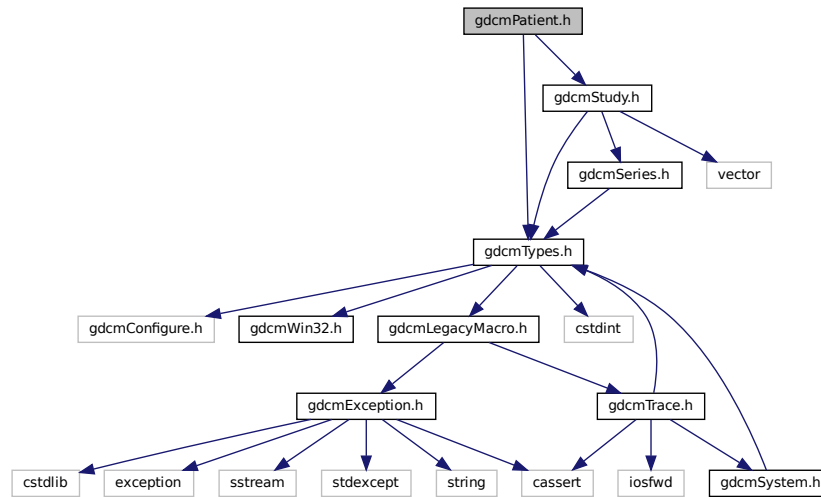 gdcmPatient.h
gdcmStudy.h
gdcmSeries.h
vector
gdcmTypes.h
gdcmConfigure.h
gdcmWin32.h
gdcmLegacyMacro.h
cstdint
gdcmException.h
gdcmTrace.h
cstdlib
exception
sstream
stdexcept
string
cassert
iosfwd
gdcmSystem.h